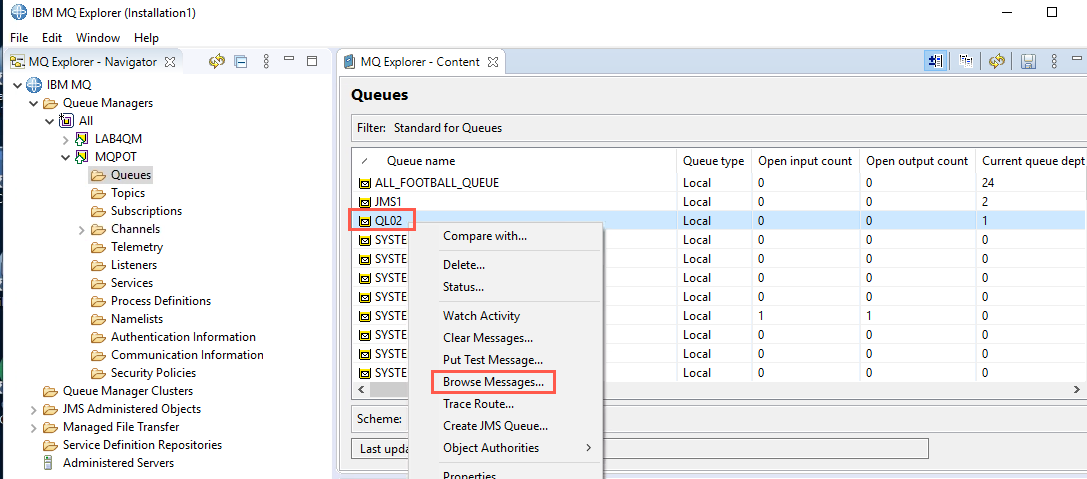 IBM MQ Explorer (Installation1)
File Edit Window Help
MQ Explorer - Navigator
IBM MQ
Queue Managers
All
LAB4QM
MQPOT
Queues
Topics
Subscriptions
Channels
Telemetry
Listeners
Services
Process Definitions
Namelists
Authentication Information
Communication Information
Security Policies
Queue Manager Clusters
JMS Administered Objects
Managed File Transfer
Service Definition Repositories
Administered Servers
MQ Explorer - Content
Queues
Filter: Standard for Queues
Queue name Queue type Open input count Open output count Current queue dept
ALL_FOOTBALL_QUEUE Local 0 0 24
JMS1 Local 0 0 2
QL02 Local 0 0 1
SYSTE Local 0 0 0
SYSTE Local 0 0 0
SYSTE Local 0 0 0
SYSTE Local 0 0 0
SYSTE Local 1 1 0
SYSTE Local 0 0 0
SYSTE Local 0 0 0
SYSTE Local 0 0 0
Scheme:
Last upda
Compare with...
Delete...
Status...
Watch Activity
Clear Messages...
Put Test Message...
Browse Messages...
Trace Route...
Create JMS Queue...
Object Authorities
Properties